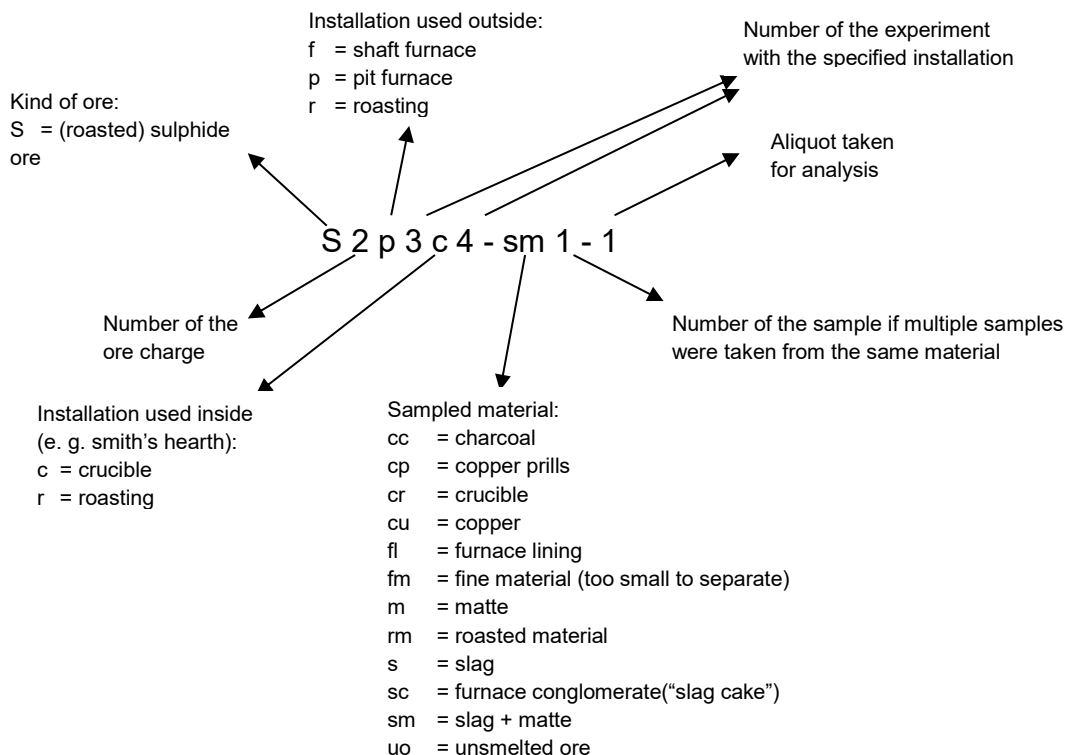 Installation used outside:
f = shaft furnace
p = pit furnace
r = roasting
Number of the experiment
with the specified installation
Kind of ore:
S = (roasted) sulphide
ore
Aliquot taken
for analysis
S 2 p 3 c 4 - sm 1 - 1
Number of the
ore charge
Number of the sample if multiple samples
were taken from the same material
Installation used inside
(e. g. smith's hearth):
c = crucible
r = roasting
Sampled material:
cc = charcoal
cp = copper prills
cr = crucible
cu = copper
fl = furnace lining
fm = fine material (too small to separate)
m = matte
rm = roasted material
s = slag
sc = furnace conglomerate(“slag cake”)
sm = slag + matte
uo = unsmelted ore